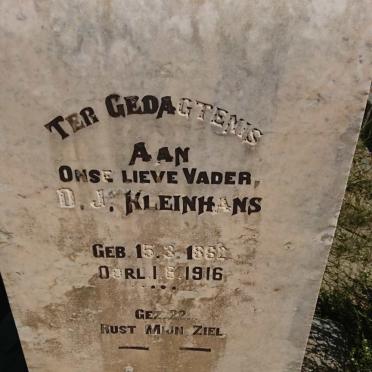 TER GEDAGTENIS
AAN
ONSE LIEVE VADER,
D. J. KLEINHANS
GEB. 15. 3. 1862
OORL 1. 6. 1916
GEZ. 22.
RUST MIJN ZIEL